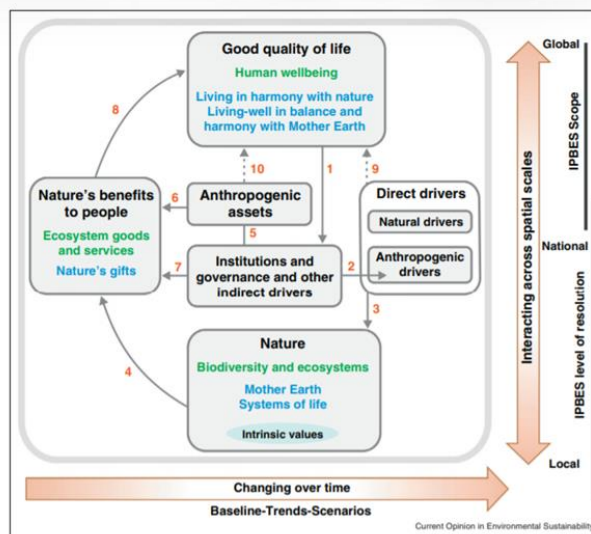 Good quality of life
Human wellbeing
Living in harmony with nature
Living-well in balance and
harmony with Mother Earth
8
10
1
9
Nature's benefits
to people
Ecosystem goods
and services
Nature's gifts
6
Anthropogenic
assets
5
Direct drivers
Natural drivers
Anthropogenic
drivers
7
Institutions and
governance and other
indirect drivers
2
3
4
Nature
Biodiversity and ecosystems
Mother Earth
Systems of life
Intrinsic values
Global
IPBES Scope
National
Interacting across spatial scales
IPBES level of resolution
Local
Changing over time
Baseline-Trends-Scenarios
Current Opinion in Environmental Sustainability